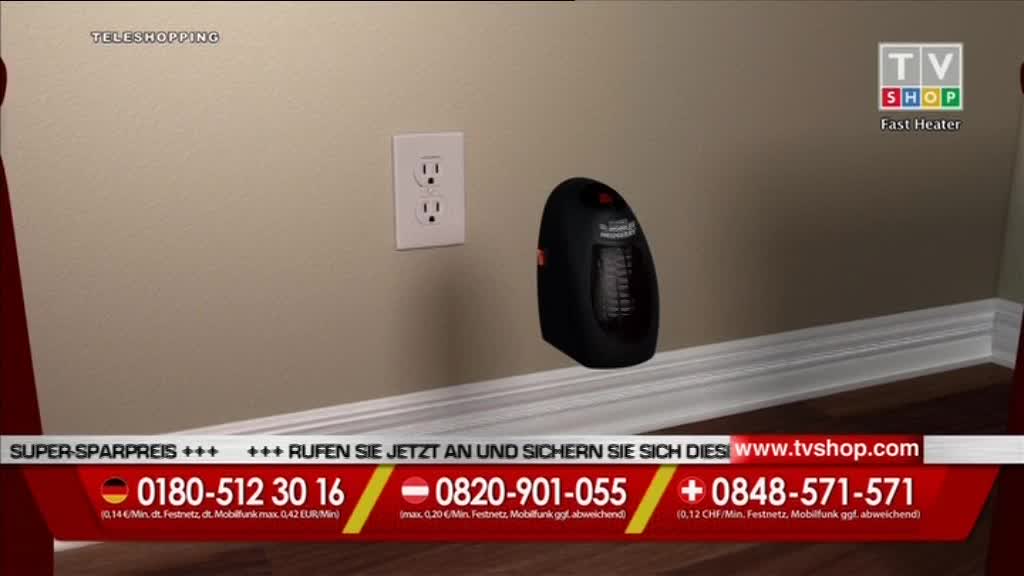 TELESHOPPING
TV
SHOP
Fast Heater
SUPER-SPARPREIS +++ +++ RUFEN SIE JETZT AN UND SICHERN SIE SICH DIES
www.tvshop.com
0180-512 30 16
(0,14 €/Min. dt. Festnetz, dt. Mobilfunk max. 0,42 EUR/Min)
0820-901-055
(max. 0,20 €/Min. Festnetz, Mobilfunk ggf. abweichend)
0848-571-571
(0,12 CHF/Min. Festnetz, Mobilfunk ggf. abweichend)